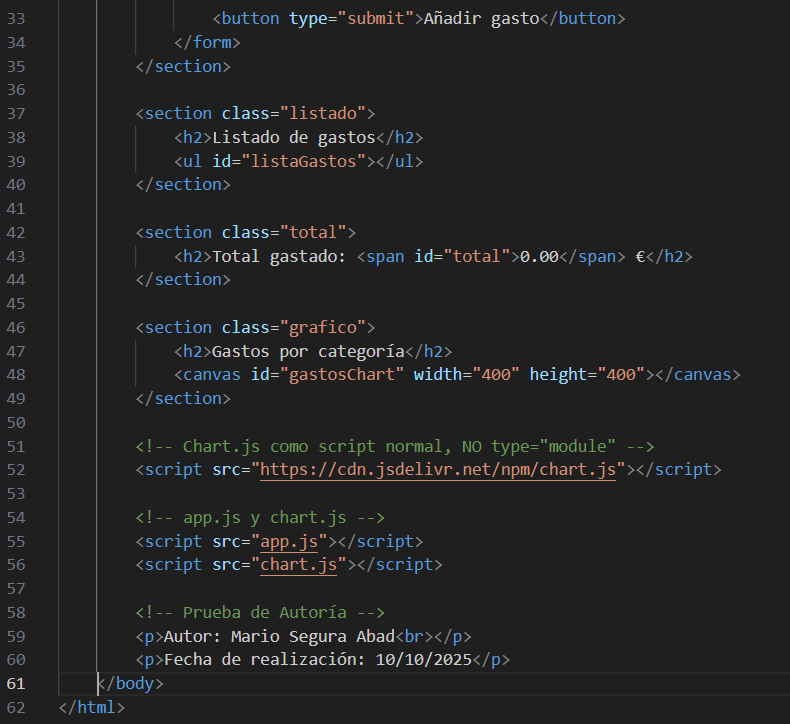 33                 <button type="submit">Añadir gasto</button>
34             </form>
35         </section>
36
37         <section class="listado">
38             <h2>Listado de gastos</h2>
39             <ul id="listaGastos"></ul>
40         </section>
41
42         <section class="total">
43             <h2>Total gastado: <span id="total">0.00</span> €</h2>
44         </section>
45
46         <section class="grafico">
47             <h2>Gastos por categoría</h2>
48             <canvas id="gastosChart" width="400" height="400"></canvas>
49         </section>
50
51         <!-- Chart.js como script normal, NO type="module" -->
52         <script src="https://cdn.jsdelivr.net/npm/chart.js"></script>
53
54         <!-- app.js y chart.js -->
55         <script src="app.js"></script>
56         <script src="chart.js"></script>
57
58         <!-- Prueba de Autoría -->
59         <p>Autor: Mario Segura Abad<br></p>
60         <p>Fecha de realización: 10/10/2025</p>
61     </body>
62 </html>